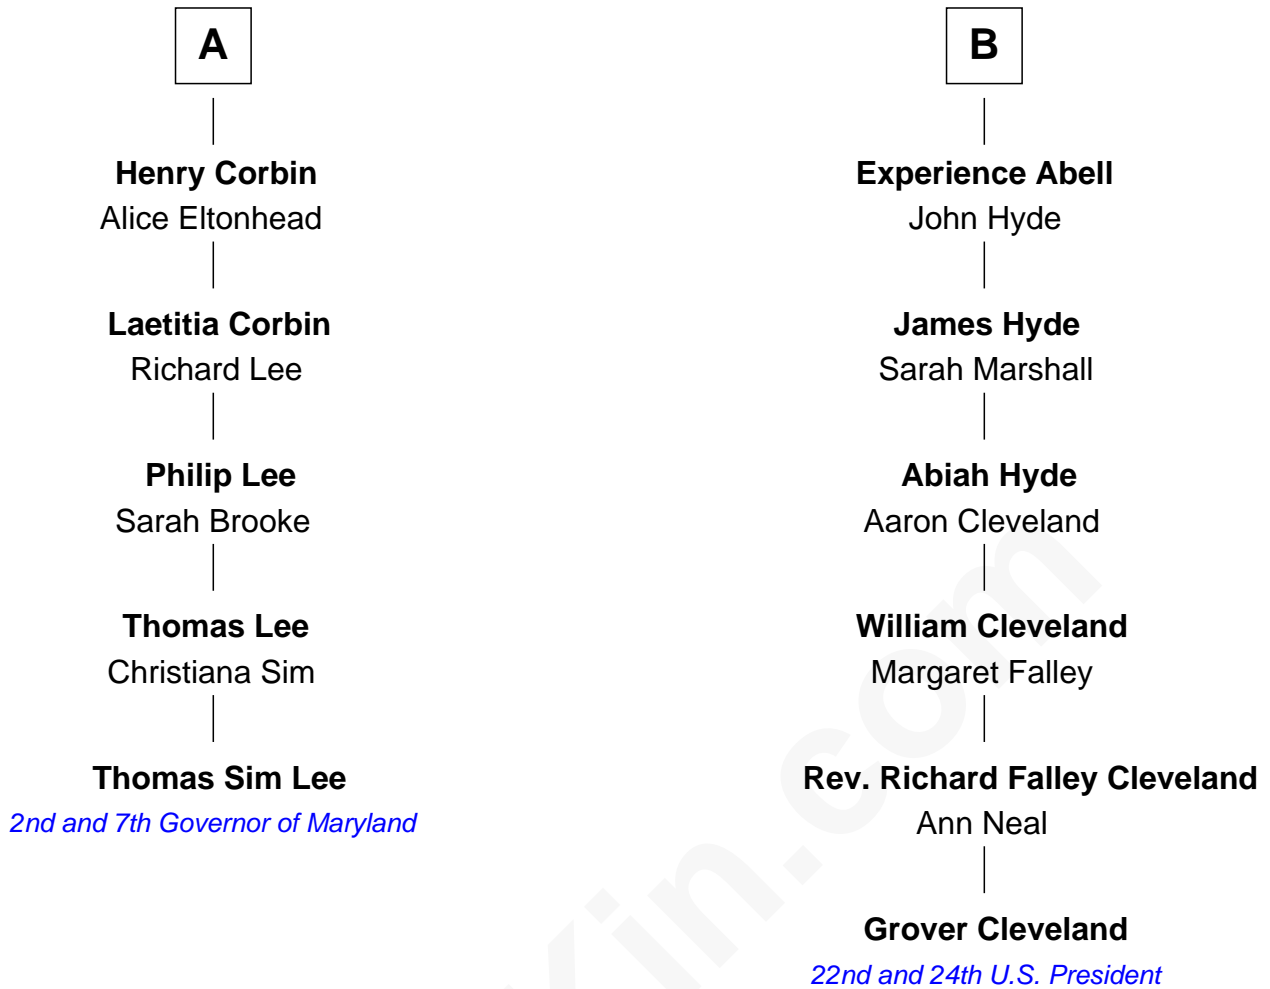 A
Henry Corbin
Alice Eltonhead
Laetitia Corbin
Richard Lee
Philip Lee
Sarah Brooke
Thomas Lee
Christiana Sim
Thomas Sim Lee
2nd and 7th Governor of Maryland
B
Experience Abell
John Hyde
James Hyde
Sarah Marshall
Abiah Hyde
Aaron Cleveland
William Cleveland
Margaret Falley
Rev. Richard Falley Cleveland
Ann Neal
Grover Cleveland
22nd and 24th U.S. President
Kin.com